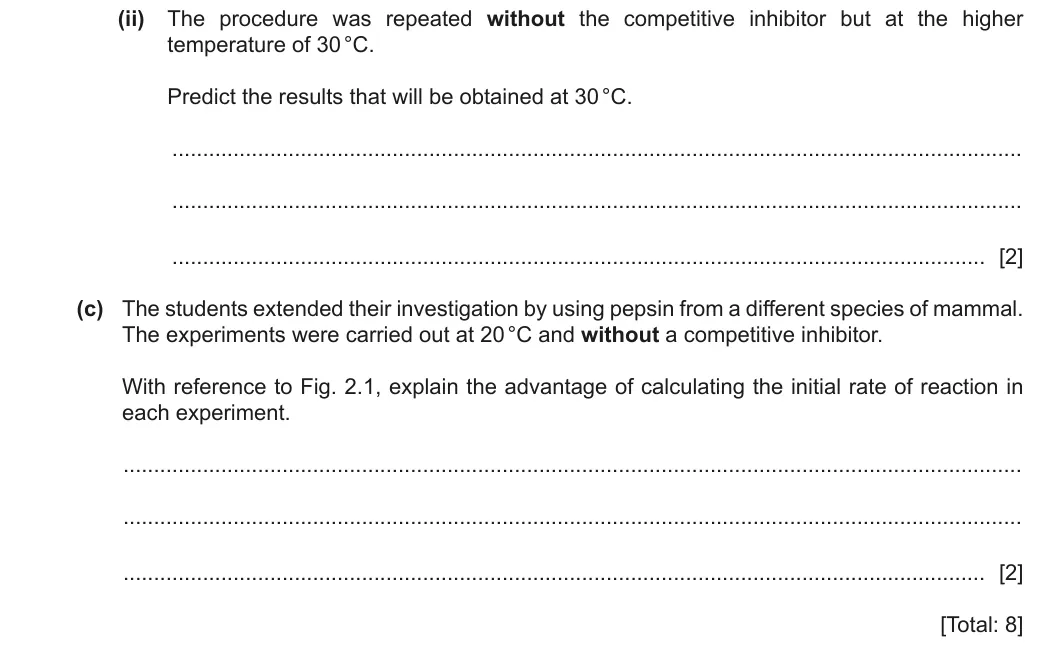 (ii) The procedure was repeated without the competitive inhibitor but at the higher
temperature of 30 °C.
Predict the results that will be obtained at 30 °C.
[2]
(c) The students extended their investigation by using pepsin from a different species of mammal.
The experiments were carried out at 20 °C and without a competitive inhibitor.
With reference to Fig. 2.1, explain the advantage of calculating the initial rate of reaction in
each experiment.
[2]
[Total: 8]